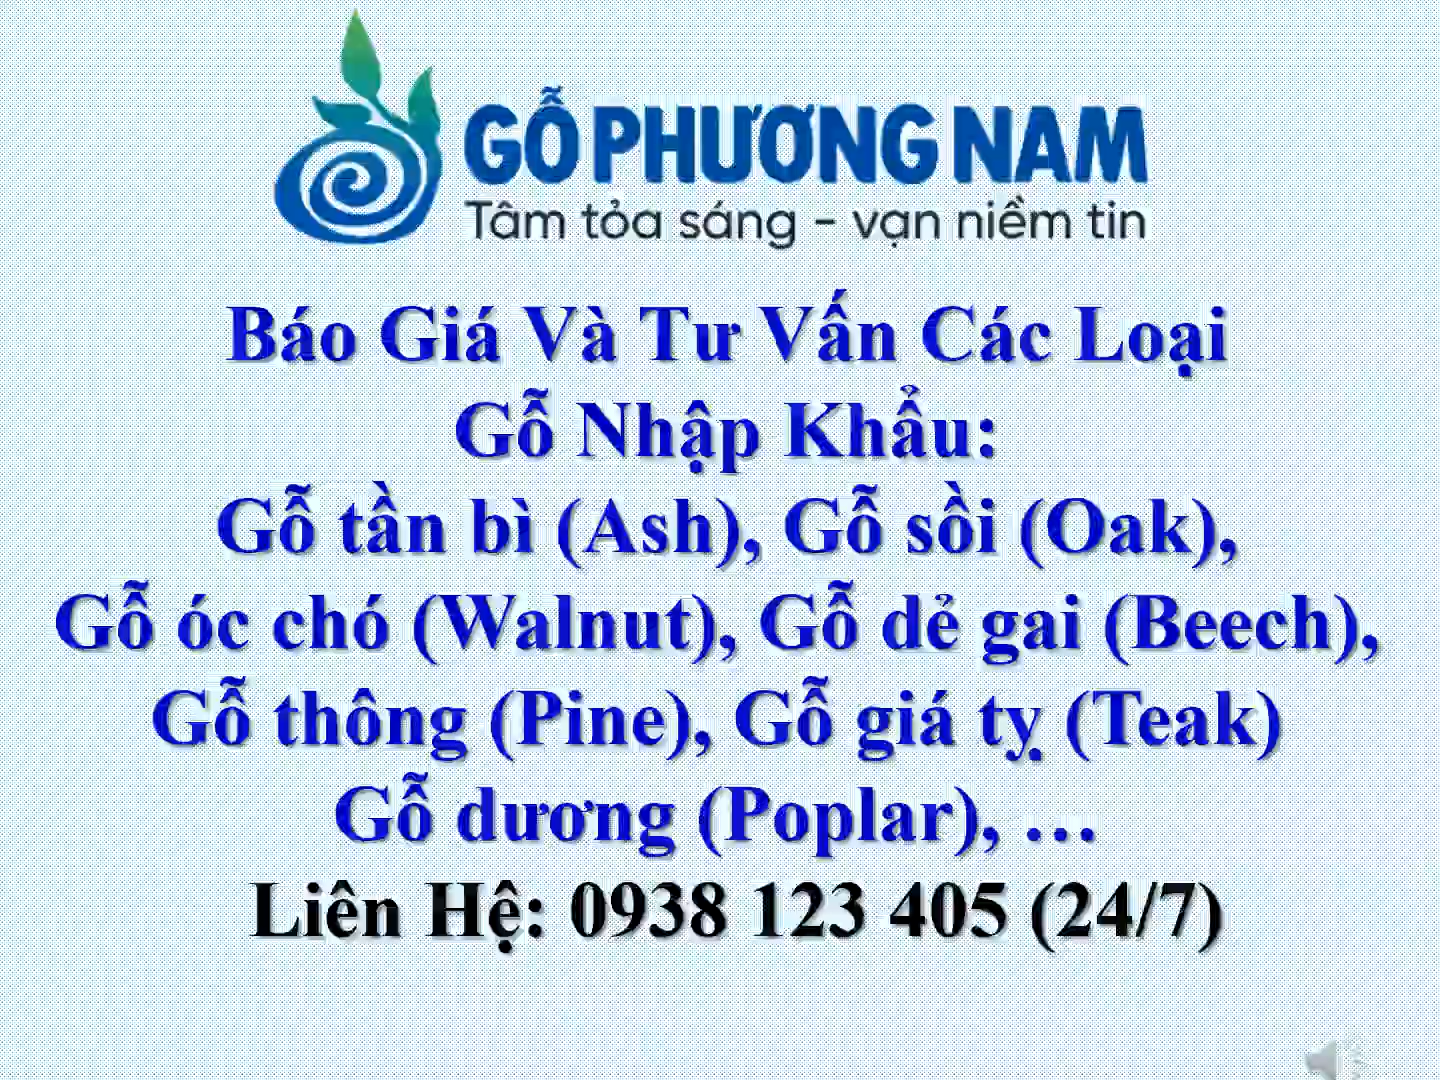 GỖ PHƯƠNG NAM
Tâm tỏa sáng - vạn niềm tin
Báo Giá Và Tư Vấn Các Loại
Gỗ Nhập Khẩu:
Gỗ tần bì (Ash), Gỗ sồi (Oak),
Gỗ óc chó (Walnut), Gỗ dẻ gai (Beech),
Gỗ thông (Pine), Gỗ giá tỵ (Teak)
Gỗ dương (Poplar), …
Liên Hệ: 0938 123 405 (24/7)